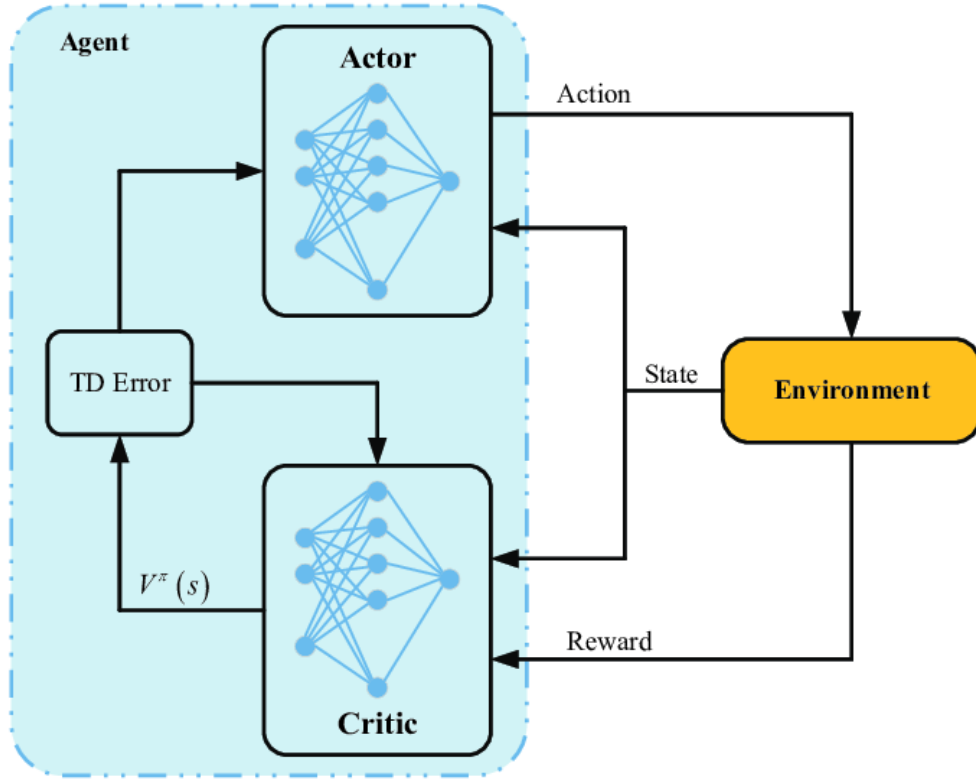 Agent
Actor
Action
State
Environment
TD Error
V^π (s)
Reward
Critic